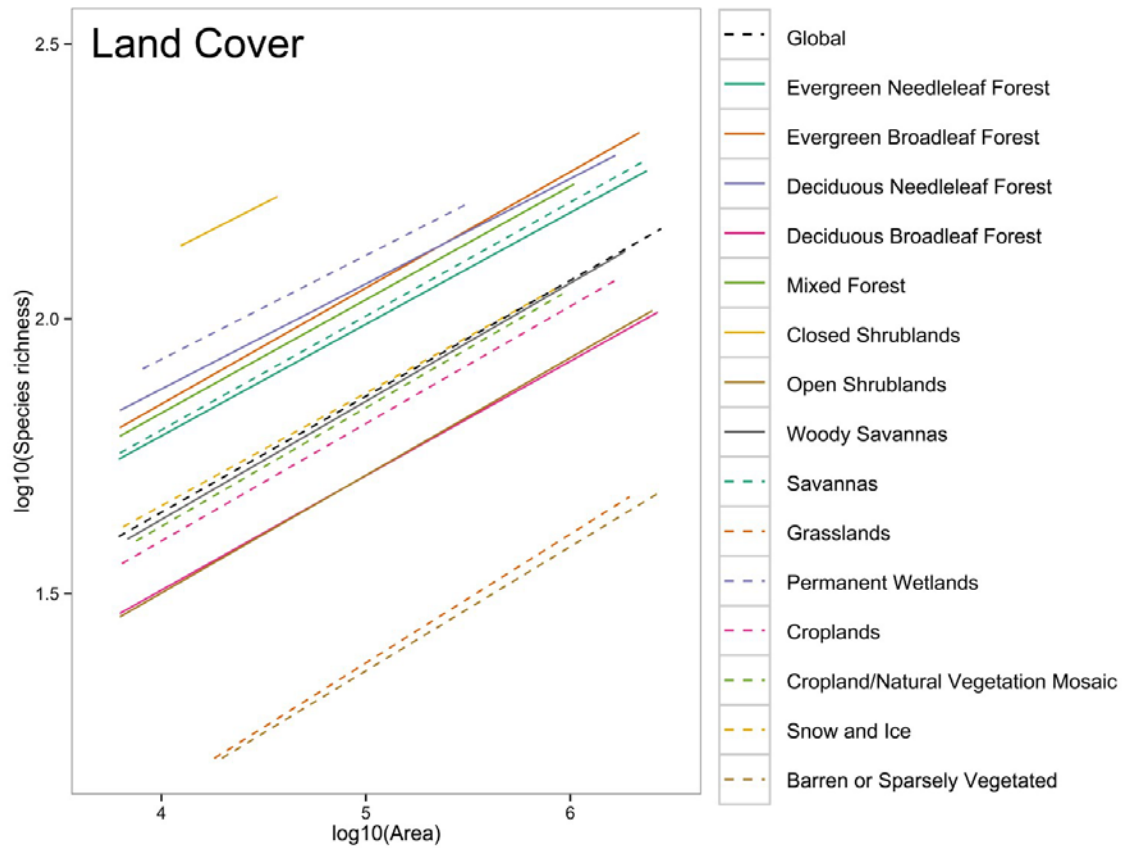 Land Cover
2.5
2.0
1.5
log10(Species richness)
4
5
6
log10(Area)
Global
Evergreen Needleleaf Forest
Evergreen Broadleaf Forest
Deciduous Needleleaf Forest
Deciduous Broadleaf Forest
Mixed Forest
Closed Shrublands
Open Shrublands
Woody Savannas
Savannas
Grasslands
Permanent Wetlands
Croplands
Cropland/Natural Vegetation Mosaic
Snow and Ice
Barren or Sparsely Vegetated